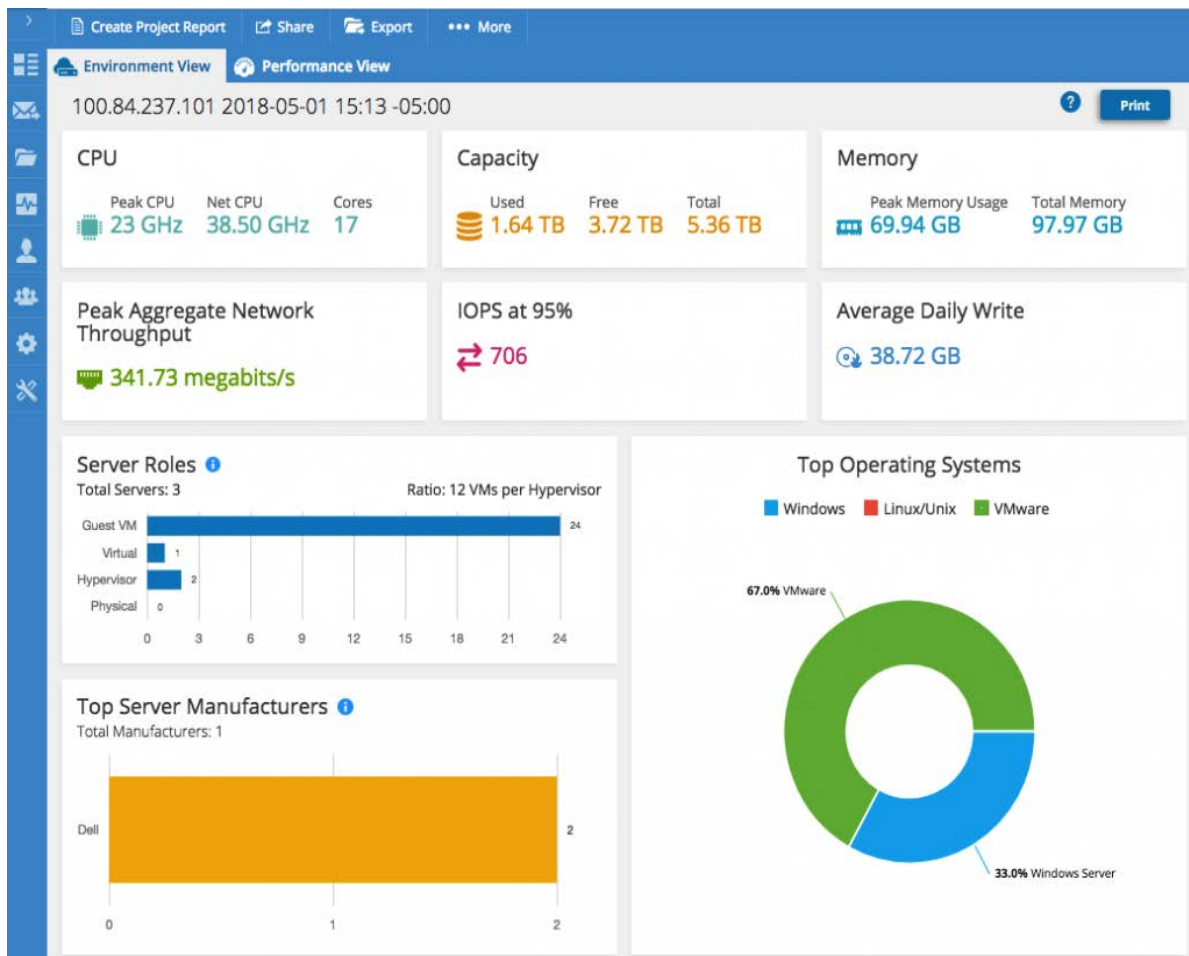 Create Project Report Share Export ••• More
Environment View Performance View
100.84.237.101 2018-05-01 15:13 -05:00 ? Print
CPU
Peak CPU Net CPU Cores
23 GHz 38.50 GHz 17
Capacity
Used Free Total
1.64 TB 3.72 TB 5.36 TB
Memory
Peak Memory Usage Total Memory
69.94 GB 97.97 GB
Peak Aggregate Network
Throughput
341.73 megabits/s
IOPS at 95%
706
Average Daily Write
38.72 GB
Server Roles i
Total Servers: 3 Ratio: 12 VMs per Hypervisor
Guest VM 24
Virtual 1
Hypervisor 2
Physical 0
0 3 6 9 12 15 18 21 24
Top Server Manufacturers i
Total Manufacturers: 1
Dell 2
0 1 2
Top Operating Systems
Windows Linux/Unix VMware
67.0% VMware
33.0% Windows Server